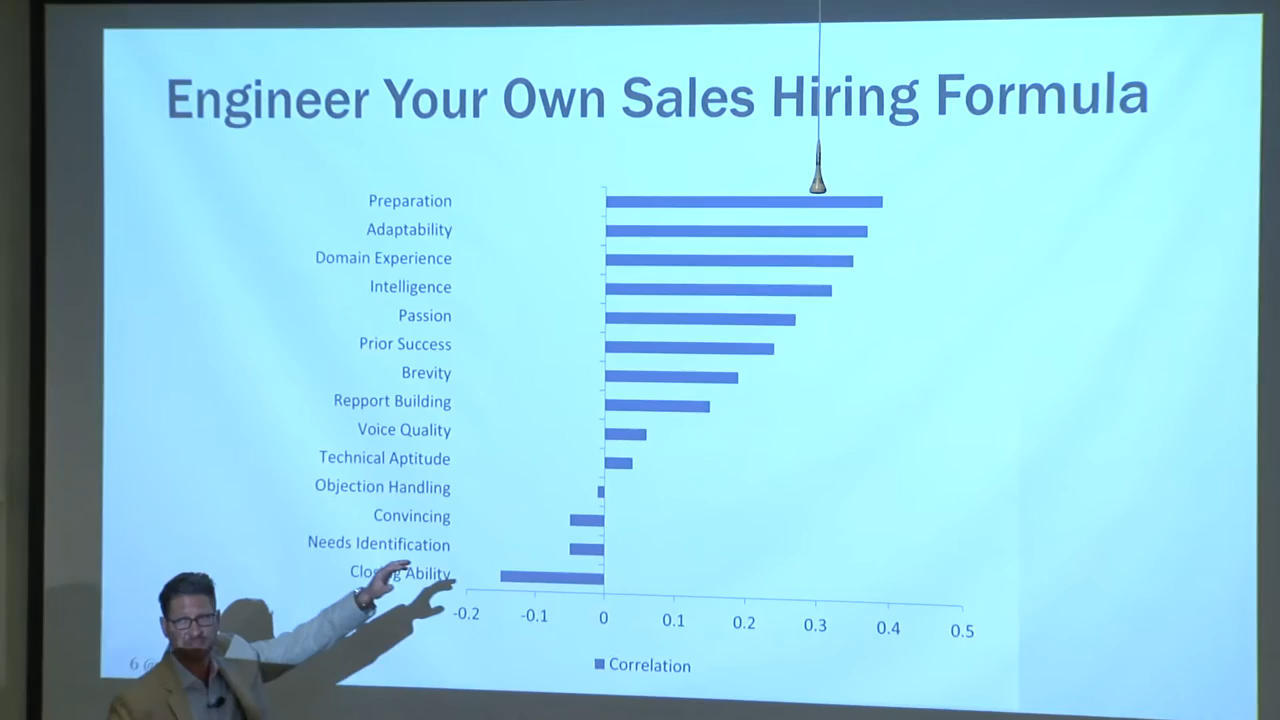 Engineer Your Own Sales Hiring Formula
Preparation
Adaptability
Domain Experience
Intelligence
Passion
Prior Success
Brevity
Repport Building
Voice Quality
Technical Aptitude
Objection Handling
Convincing
Needs Identification
Closing Ability
-0.2 -0.1 0 0.1 0.2 0.3 0.4 0.5
Correlation
6 @